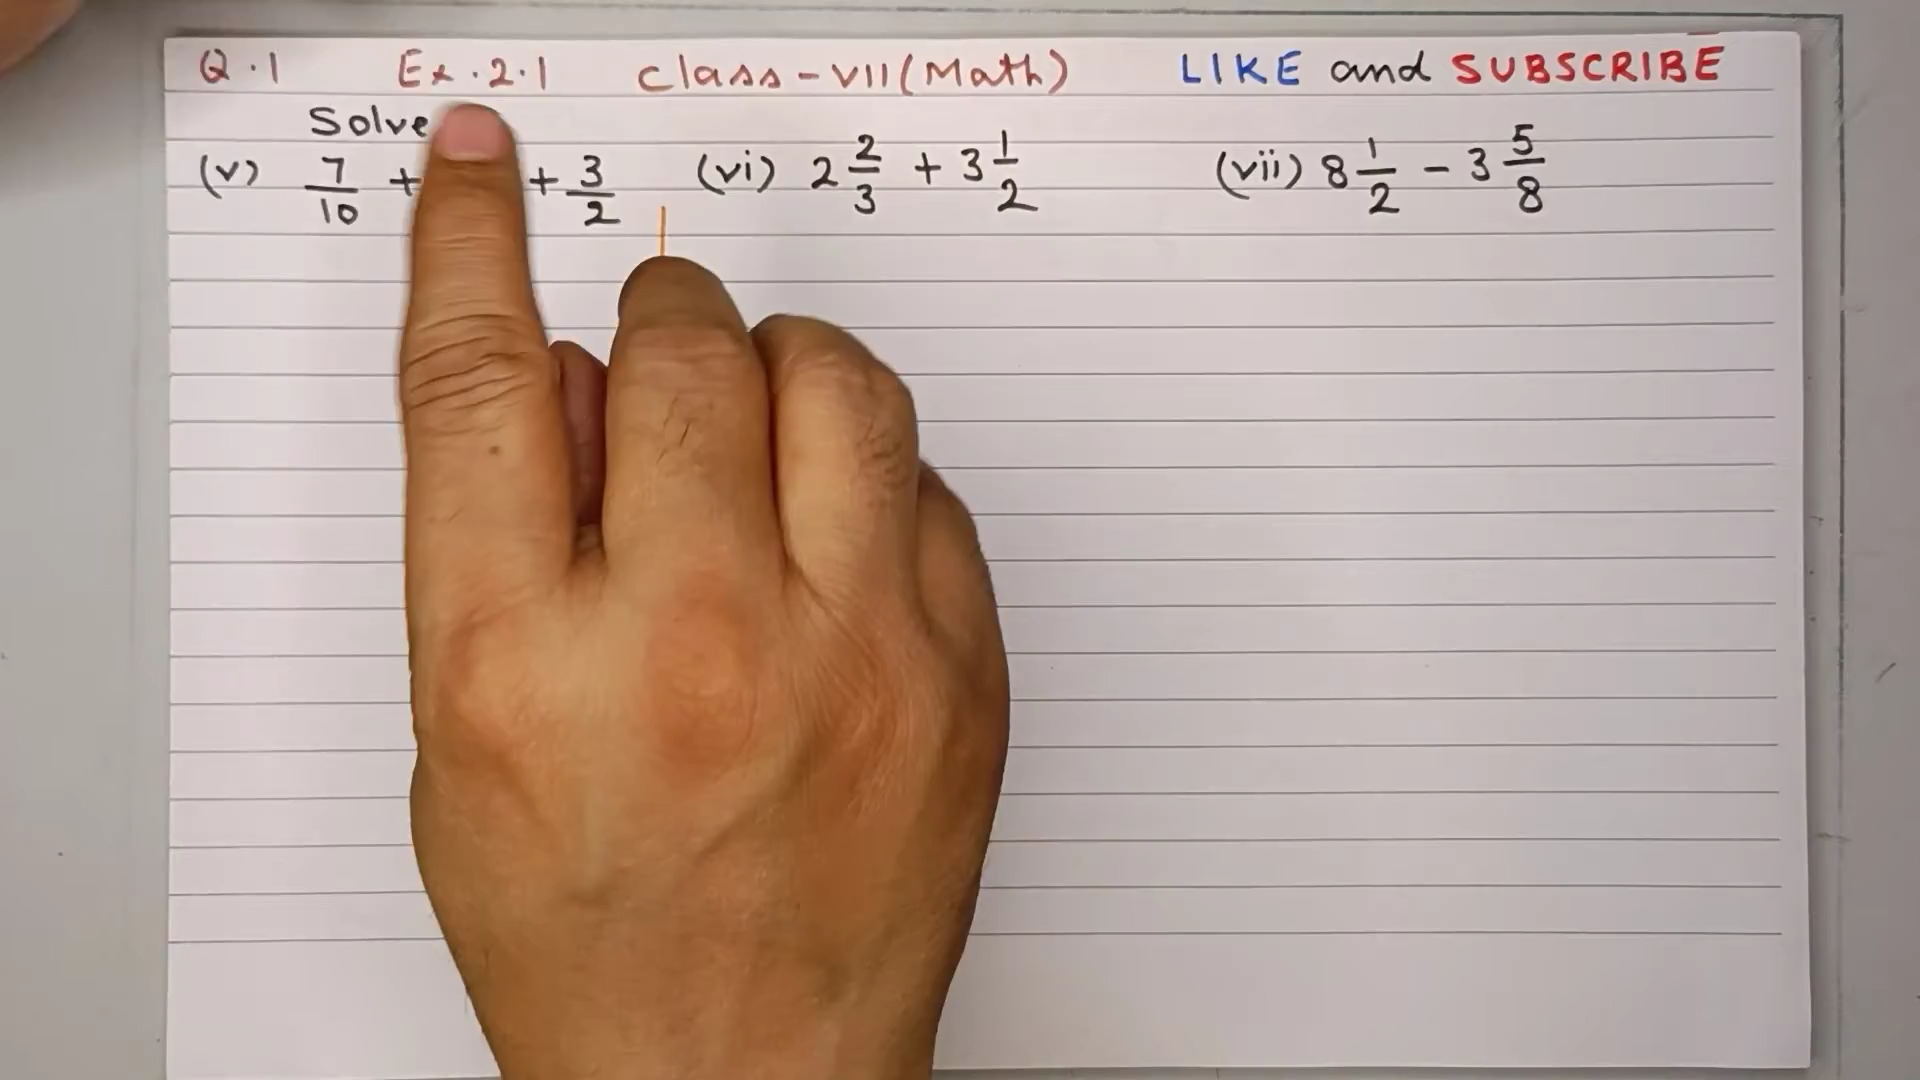 Q.1 Ex.2.1 Class-VII(Math) LIKE and SUBSCRIBE
Solve
(v) 7/10 + + 3/2 (vi) 2 2/3 + 3 1/2 (vii) 8 1/2 - 3 5/8